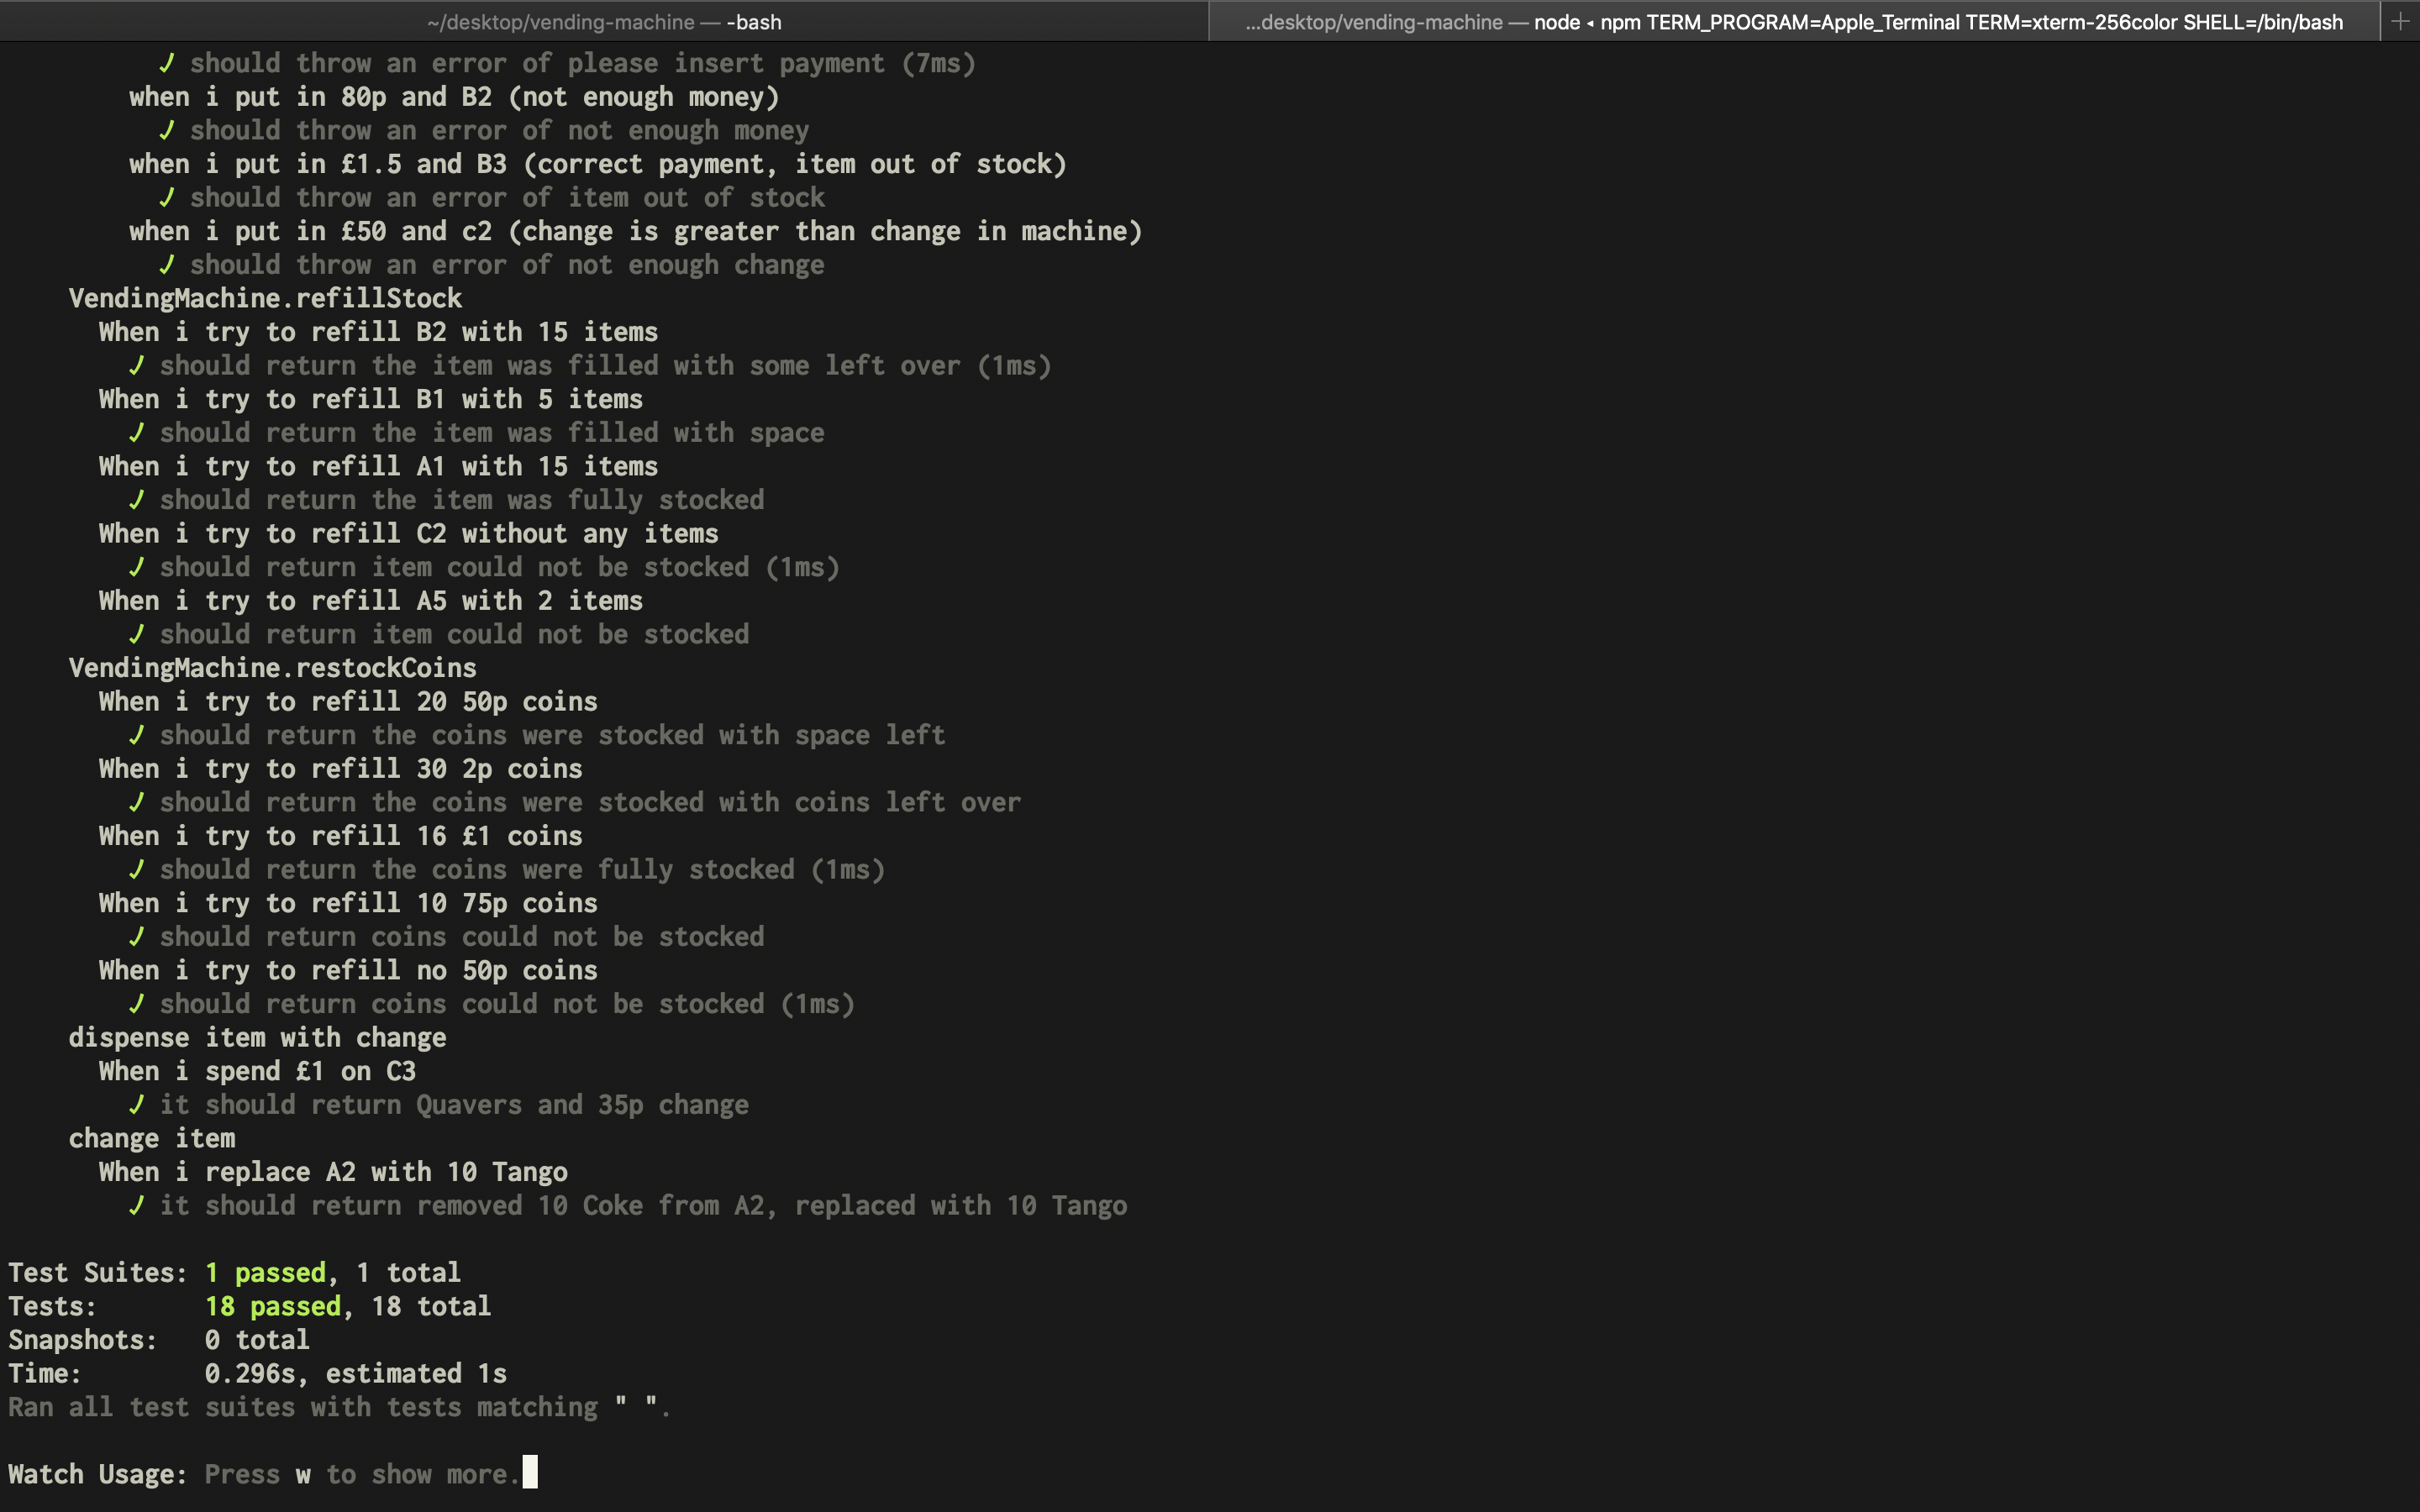 ~/desktop/vending-machine — -bash
...desktop/vending-machine — node ◂ npm TERM_PROGRAM=Apple_Terminal TERM=xterm-256color SHELL=/bin/bash +
✓ should throw an error of please insert payment (7ms)
when i put in 80p and B2 (not enough money)
✓ should throw an error of not enough money
when i put in £1.5 and B3 (correct payment, item out of stock)
✓ should throw an error of item out of stock
when i put in £50 and c2 (change is greater than change in machine)
✓ should throw an error of not enough change
VendingMachine.refillStock
When i try to refill B2 with 15 items
✓ should return the item was filled with some left over (1ms)
When i try to refill B1 with 5 items
✓ should return the item was filled with space
When i try to refill A1 with 15 items
✓ should return the item was fully stocked
When i try to refill C2 without any items
✓ should return item could not be stocked (1ms)
When i try to refill A5 with 2 items
✓ should return item could not be stocked
VendingMachine.restockCoins
When i try to refill 20 50p coins
✓ should return the coins were stocked with space left
When i try to refill 30 2p coins
✓ should return the coins were stocked with coins left over
When i try to refill 16 £1 coins
✓ should return the coins were fully stocked (1ms)
When i try to refill 10 75p coins
✓ should return coins could not be stocked
When i try to refill no 50p coins
✓ should return coins could not be stocked (1ms)
dispense item with change
When i spend £1 on C3
✓ it should return Quavers and 35p change
change item
When i replace A2 with 10 Tango
✓ it should return removed 10 Coke from A2, replaced with 10 Tango
Test Suites: 1 passed, 1 total
Tests: 18 passed, 18 total
Snapshots: 0 total
Time: 0.296s, estimated 1s
Ran all test suites with tests matching " ".
Watch Usage: Press w to show more.